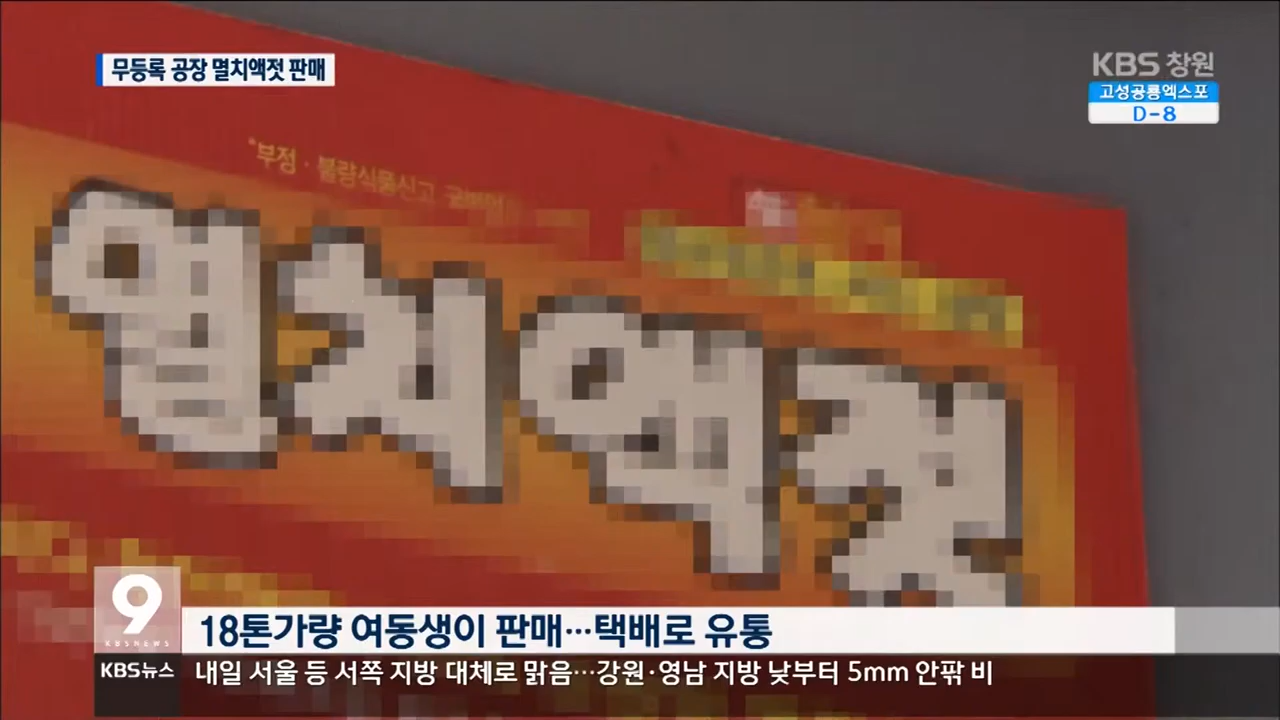 무등록 공장 멸치액젓 판매
KBS 창원
고성공룡엑스포
D-8
"부정·불량식품신고
멸치액젓
9
KBS NEWS
18톤가량 여동생이 판매…택배로 유통
KBS뉴스
내일 서울 등 서쪽 지방 대체로 맑음…강원·영남 지방 낮부터 5mm 안팎 비